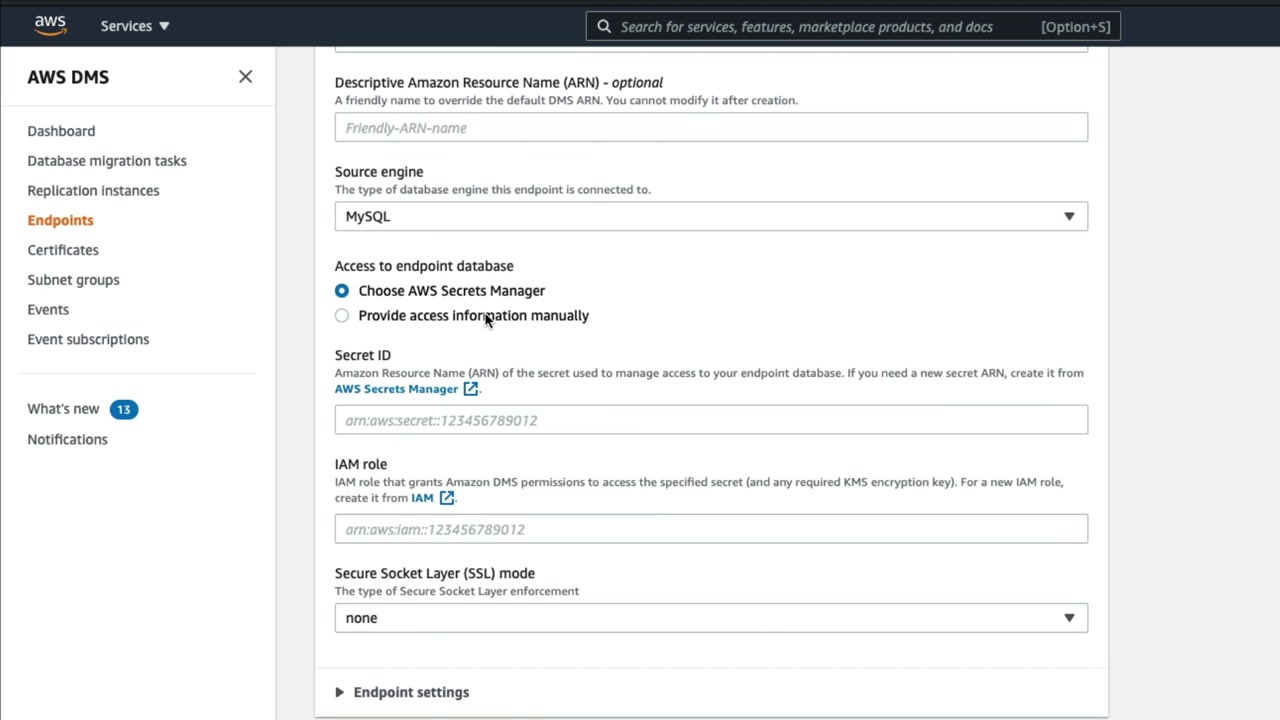 aws
Services
Search for services, features, marketplace products, and docs
[Option+S]
AWS DMS
Dashboard
Database migration tasks
Replication instances
Endpoints
Certificates
Subnet groups
Events
Event subscriptions
What's new 13
Notifications
Descriptive Amazon Resource Name (ARN) - optional
A friendly name to override the default DMS ARN. You cannot modify it after creation.
Friendly-ARN-name
Source engine
The type of database engine this endpoint is connected to.
MySQL
Access to endpoint database
Choose AWS Secrets Manager
Provide access information manually
Secret ID
Amazon Resource Name (ARN) of the secret used to manage access to your endpoint database. If you need a new secret ARN, create it from
AWS Secrets Manager .
arn:aws:secret::123456789012
IAM role
IAM role that grants Amazon DMS permissions to access the specified secret (and any required KMS encryption key). For a new IAM role,
create it from IAM .
arn:aws:iam::123456789012
Secure Socket Layer (SSL) mode
The type of Secure Socket Layer enforcement
none
Endpoint settings